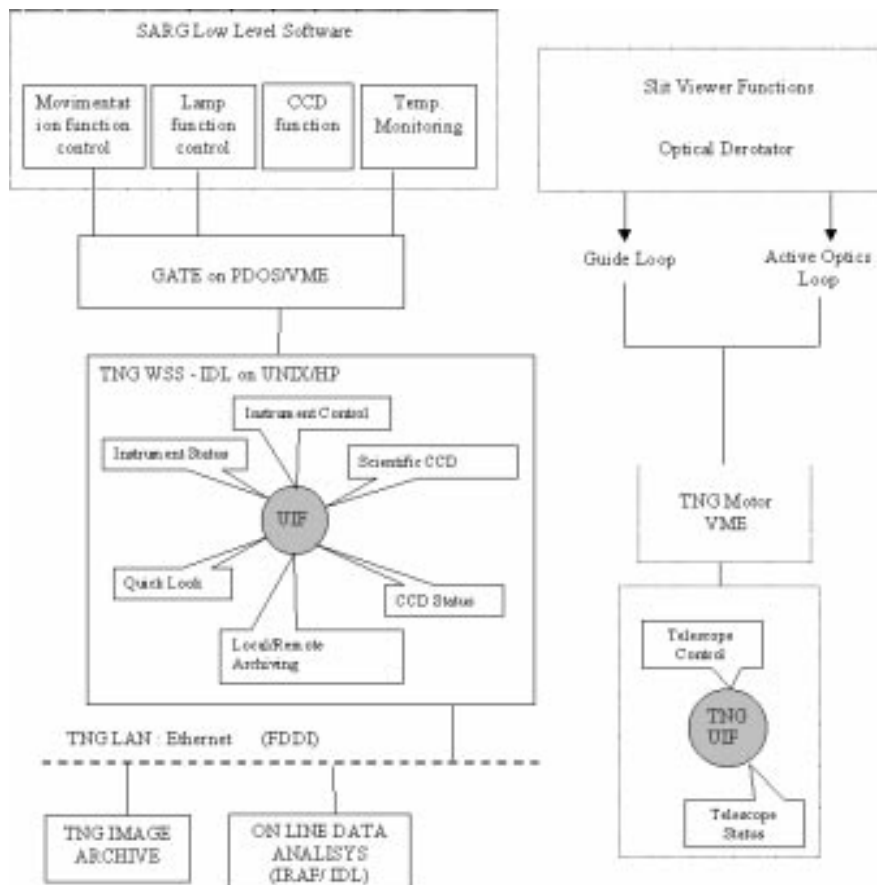 SARG Low Level Software
Movimentat
ion function
control
Lamp
function
control
CCD
function
Temp.
Monitoring
GATE on PDOS/VME
TNG WSS - IDL on UNIX/HP
Instrument Control
Instrument Status
Scientific CCD
UIF
Quick Look
CCD Status
Local/Remote
Archiving
TNG LAN : Ethernet (FDDI)
TNG IMAGE
ARCHIVE
ON LINE DATA
ANALISYS
(IRAF/ IDL)
Slit Viewer Functions
Optical Derotator
Guide Loop
Active Optics
Loop
TNG Motor
VME
Telescope
Control
TNG
UIF
Telescope
Status